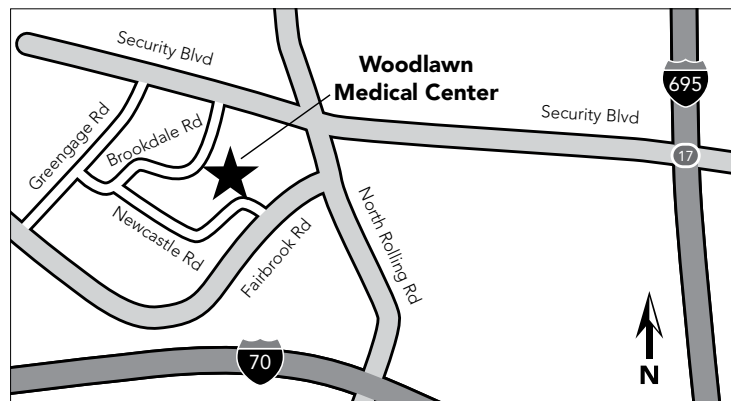 Security Blvd
Woodlawn
Medical Center
695
Security Blvd
17
Greengage Rd
Brookdale Rd
Newcastle Rd
Fairbrook Rd
North Rolling Rd
70
N